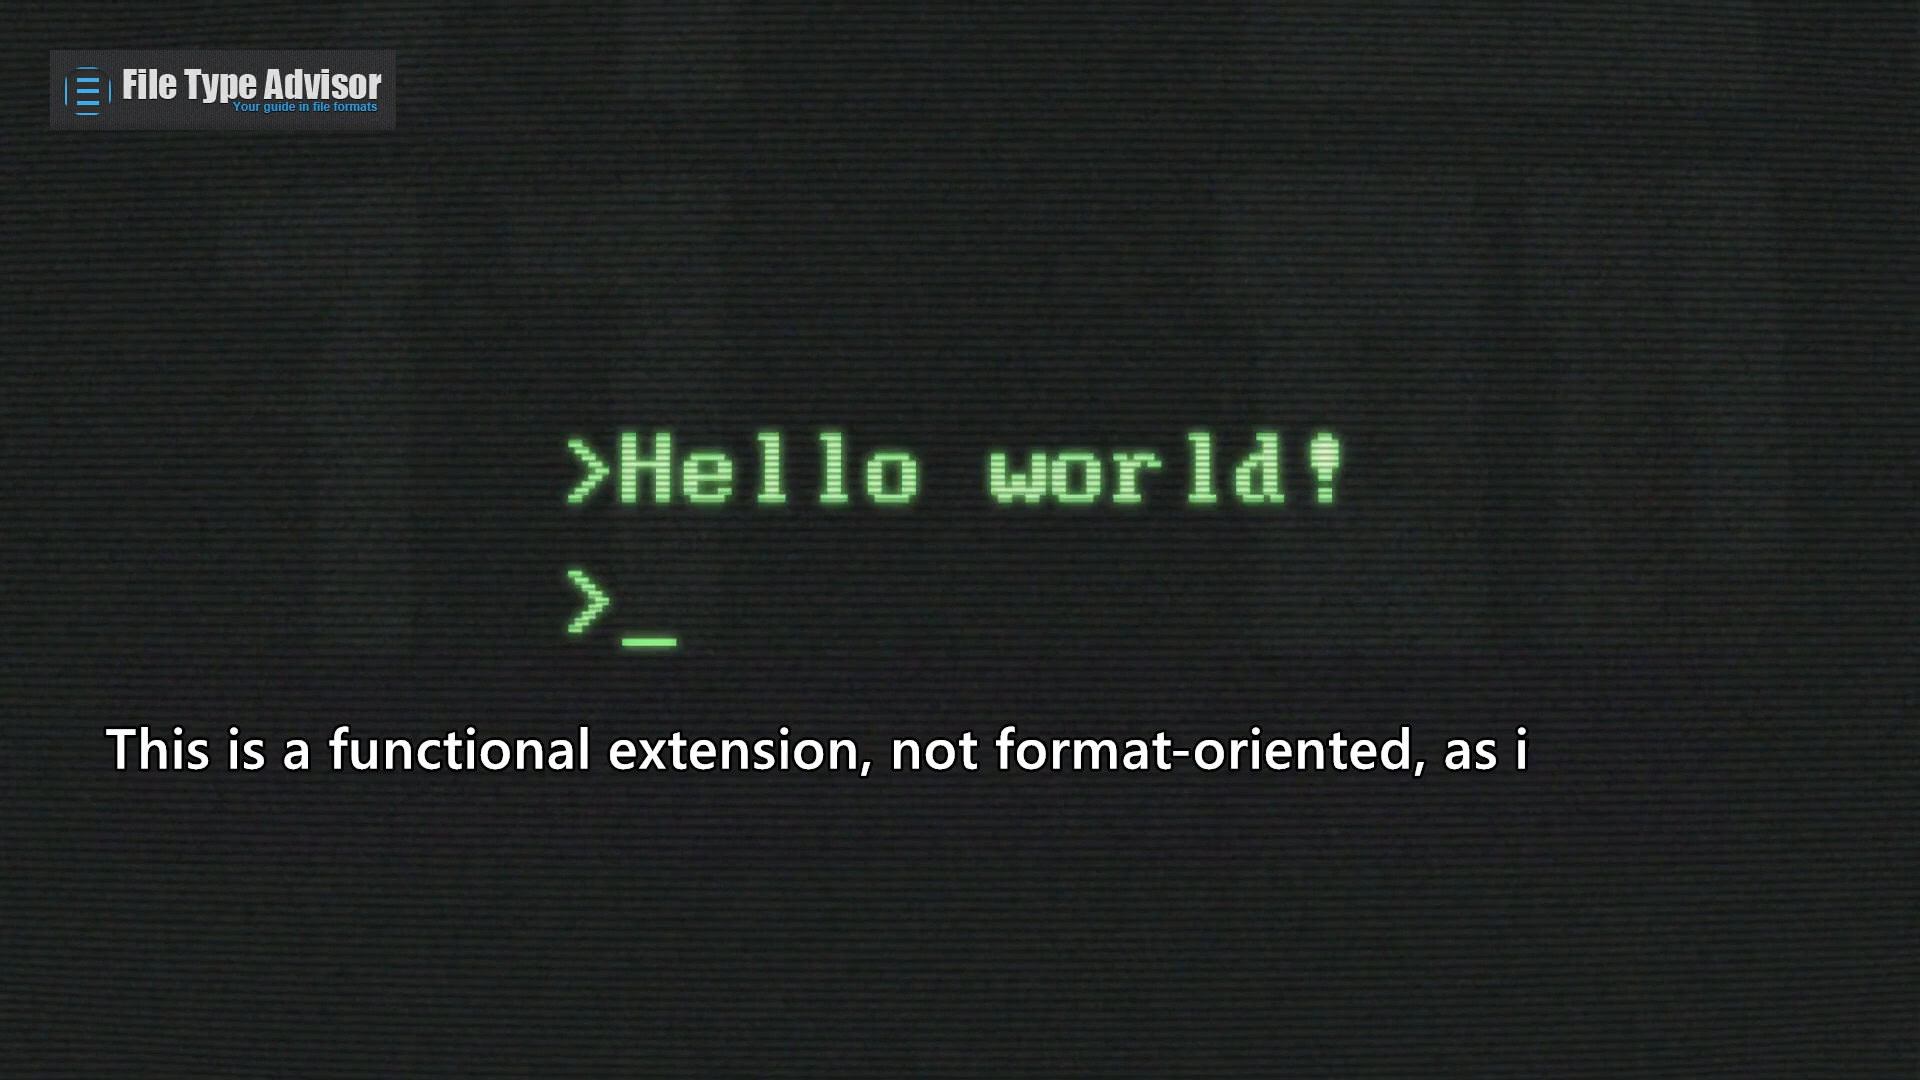 File Type Advisor
Your guide in file formats
>Hello world!
>_
This is a functional extension, not format-oriented, as i